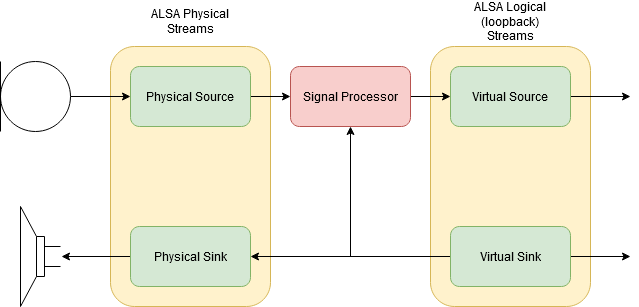 ALSA Physical
Streams
ALSA Logical
(loopback)
Streams
Physical Source
Signal Processor
Virtual Source
Physical Sink
Virtual Sink